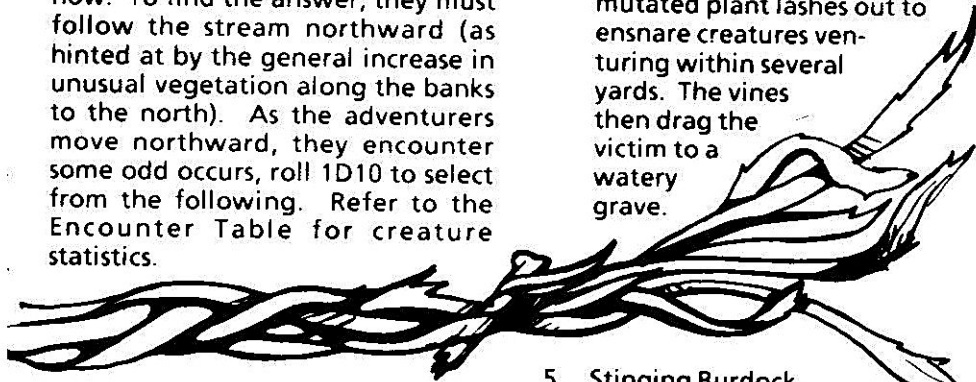 now. To find the answer, they must
follow the stream northward (as
hinted at by the general increase in
unusual vegetation along the banks
to the north). As the adventurers
move northward, they encounter
some odd occurs, roll 1D10 to select
from the following. Refer to the
Encounter Table for creature
statistics.
mutated plant lashes out to
ensnare creatures ven-
turing within several
yards. The vines
then drag the
victim to a
watery
grave.
5. Stinging Burdock